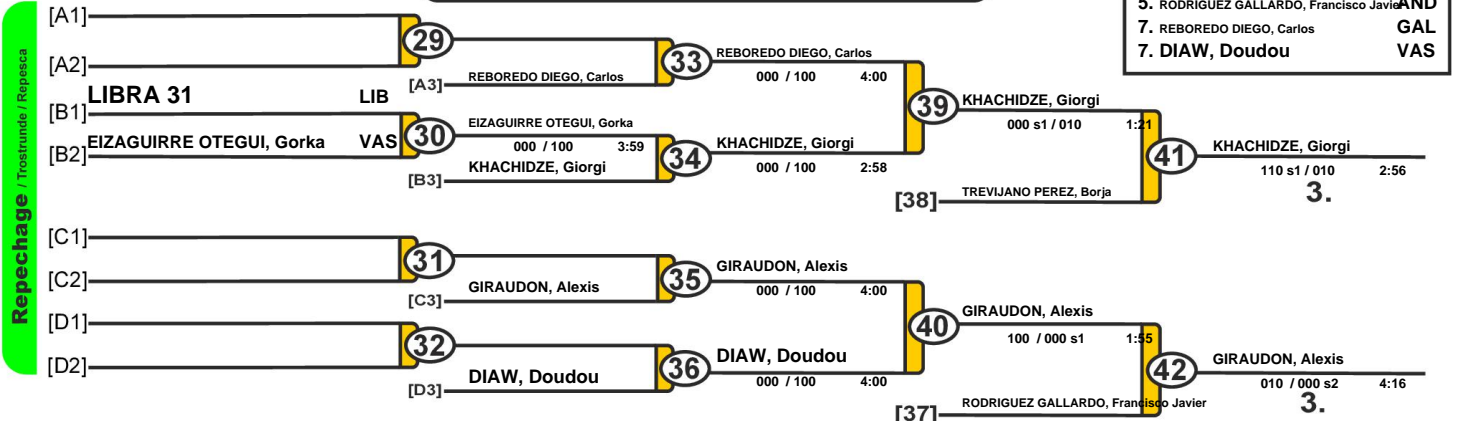 5. RODRIGUEZ GALLARDO, Francisco Javier AND
7. REBOREDO DIEGO, Carlos GAL
7. DIAW, Doudou VAS
Repechage / Trostrunde / Repesca
[A1]
29
[A2]
REBOREDO DIEGO, Carlos
[A3]
33
REBOREDO DIEGO, Carlos
000 / 100 4:00
LIBRA 31 LIB
[B1]
30
EIZAGUIRRE OTEGUI, Gorka VAS
[B2]
EIZAGUIRRE OTEGUI, Gorka
000 / 100 3:59
KHACHIDZE, Giorgi
[B3]
34
KHACHIDZE, Giorgi
000 / 100 2:58
39
KHACHIDZE, Giorgi
000 s1 / 010 1:21
TREVIJANO PEREZ, Borja
[38]
41
KHACHIDZE, Giorgi
110 s1 / 010 2:56
3.
[C1]
31
[C2]
GIRAUDON, Alexis
[C3]
35
GIRAUDON, Alexis
000 / 100 4:00
[D1]
32
[D2]
DIAW, Doudou
[D3]
36
DIAW, Doudou
000 / 100 4:00
40
GIRAUDON, Alexis
100 / 000 s1 1:55
RODRIGUEZ GALLARDO, Francisco Javier
[37]
42
GIRAUDON, Alexis
010 / 000 s2 4:16
3.